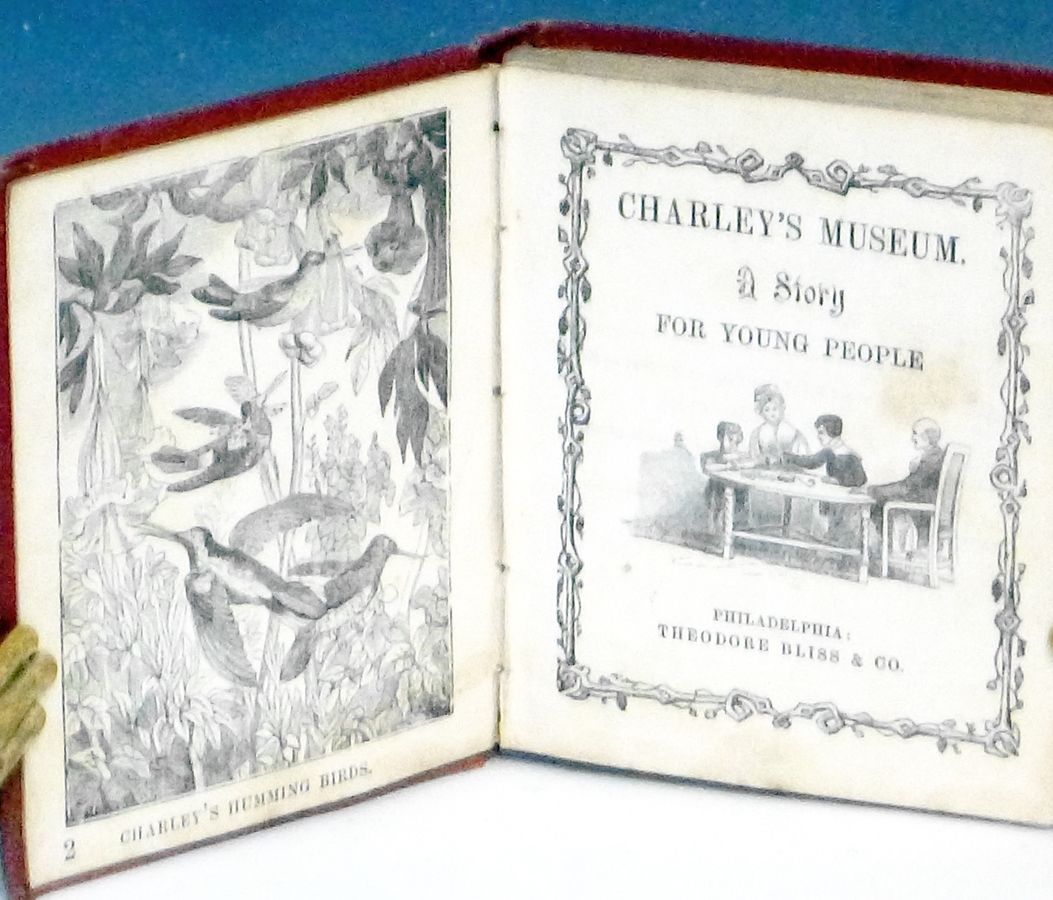 CHARLEY'S HUMMING BIRDS.
2
CHARLEY'S MUSEUM.
A Story
FOR YOUNG PEOPLE
PHILADELPHIA:
THEODORE BLISS & CO.